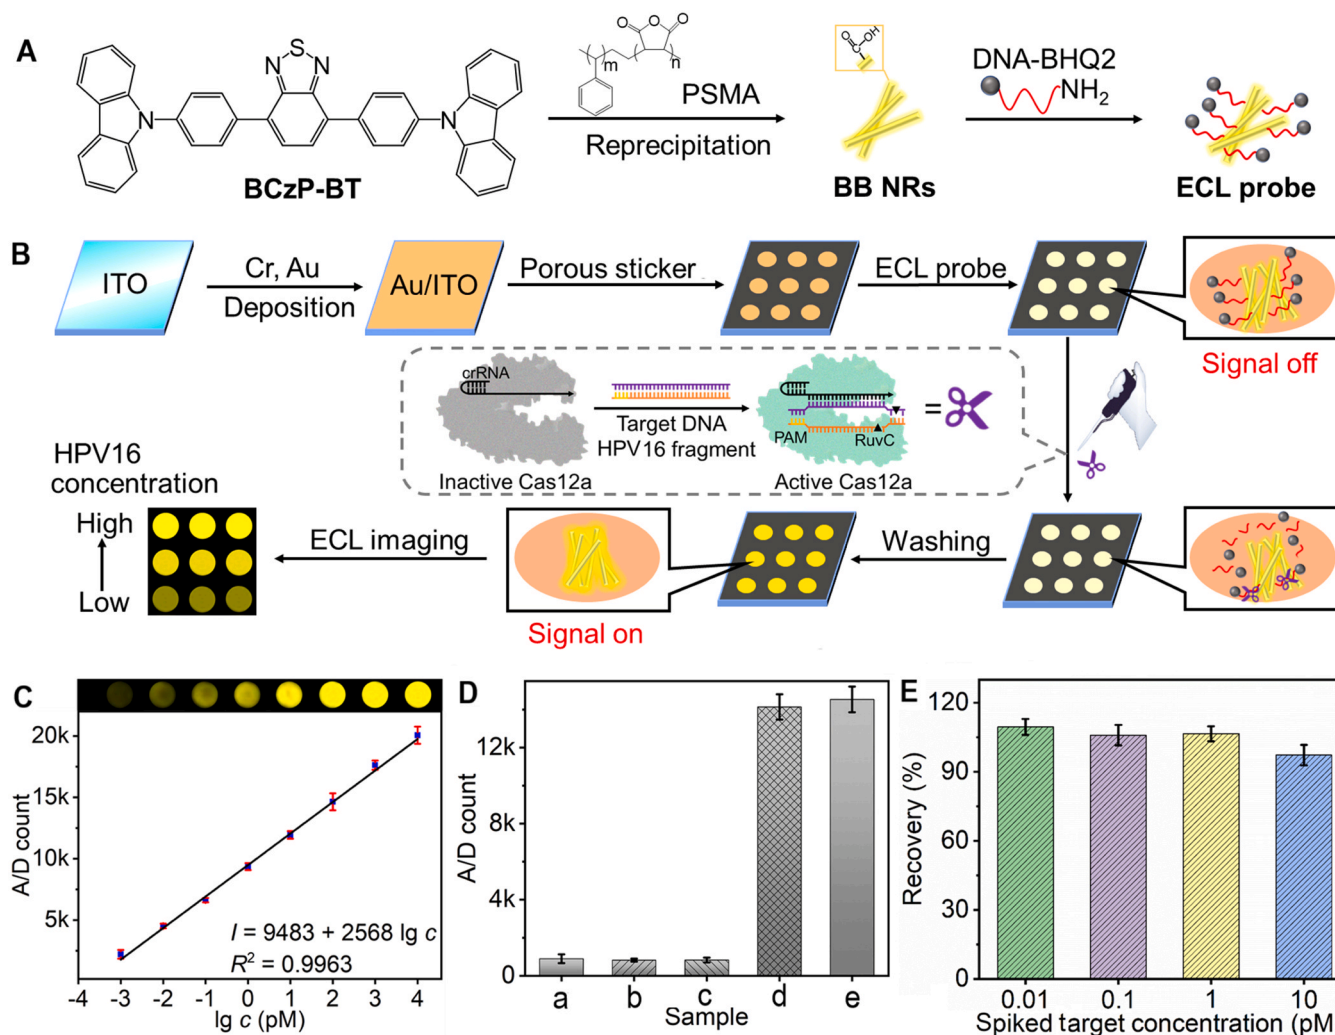 A
S
N N
N
N
BCzP-BT
O O O
m
n
PSMA
Reprecipitation
O
C
OH
BB NRs
DNA-BHQ2
NH2
ECL probe
B
ITO
Cr, Au
Deposition
Au/ITO
Porous sticker
ECL probe
Signal off
crRNA
Inactive Cas12a
Target DNA
HPV16 fragment
PAM
RuvC
=
Active Cas12a
Washing
Signal on
ECL imaging
HPV16
concentration
High
Low
C
A/D count
20k
15k
10k
5k
I = 9483 + 2568 lg c
R² = 0.9963
-4 -3 -2 -1 0 1 2 3 4
lg c (pM)
D
A/D count
12k
8k
4k
0
a b c d e
Sample
E
Recovery (%)
120
90
60
30
0
0.01 0.1 1 10
Spiked target concentration (pM)